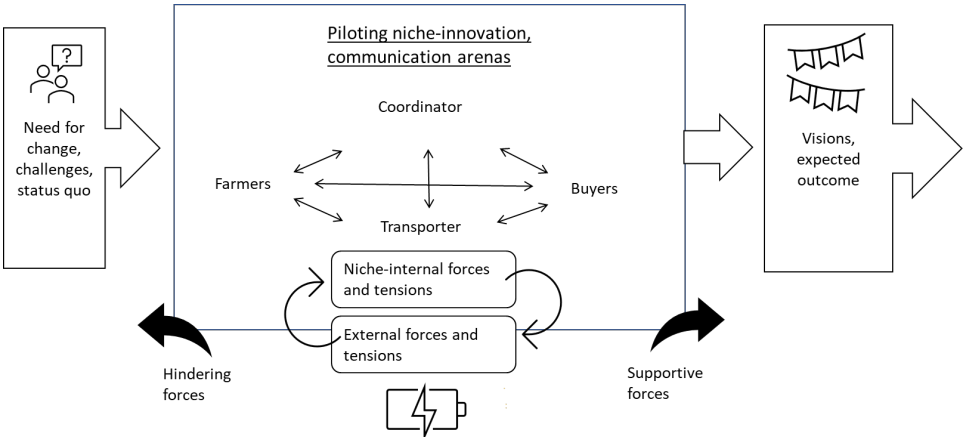 Piloting niche-innovation,
communication arenas
?
Need for
change,
challenges,
status quo
Coordinator
Farmers
Buyers
Transporter
Niche-internal forces
and tensions
External forces and
tensions
Hindering
forces
Supportive
forces
Visions,
expected
outcome